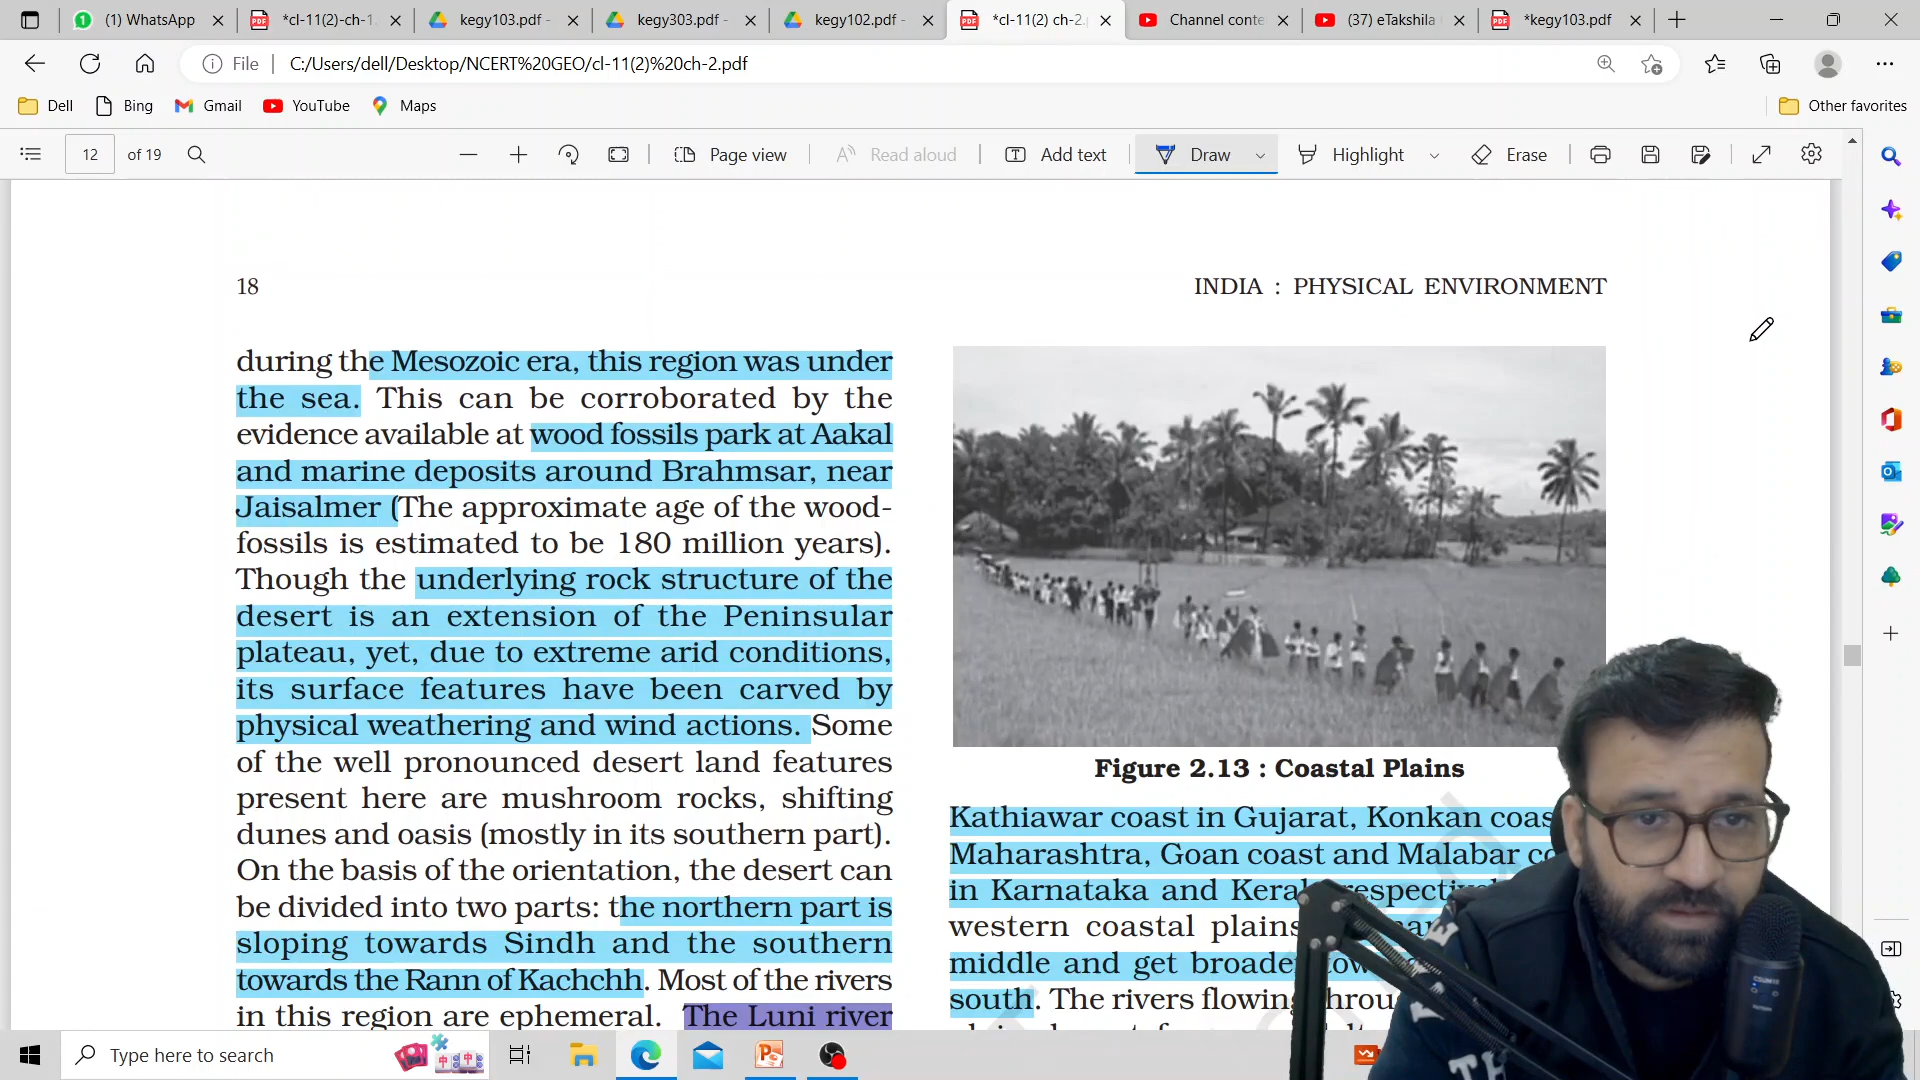 (1) WhatsApp
*cl-11(2) ch-1.
kegy103.pdf -
kegy303.pdf -
kegy102.pdf -
*cl-11(2) ch-2.
Channel conte
(37) eTakshila
*kegy103.pdf
File
C:/Users/dell/Desktop/NCERT%20GEO/cl-11(2)%20ch-2.pdf
Dell
Bing
Gmail
YouTube
Maps
Other favorites
12 of 19
Page view
Read aloud
Add text
Draw
Highlight
Erase
18
INDIA : PHYSICAL ENVIRONMENT
during the Mesozoic era, this region was under
the sea. This can be corroborated by the
evidence available at wood fossils park at Aakal
and marine deposits around Brahmsar, near
Jaisalmer (The approximate age of the wood-
fossils is estimated to be 180 million years).
Though the underlying rock structure of the
desert is an extension of the Peninsular
plateau, yet, due to extreme arid conditions,
its surface features have been carved by
physical weathering and wind actions. Some
of the well pronounced desert land features
present here are mushroom rocks, shifting
dunes and oasis (mostly in its southern part).
On the basis of the orientation, the desert can
be divided into two parts: the northern part is
sloping towards Sindh and the southern
towards the Rann of Kachchh. Most of the rivers
in this region are ephemeral. The Luni river
Figure 2.13 : Coastal Plains
Kathiawar coast in Gujarat, Konkan coas
Maharashtra, Goan coast and Malabar co
in Karnataka and Kerala respectiv
western coastal plains
middle and get broader tow
south. The rivers flowing throu
Type here to search